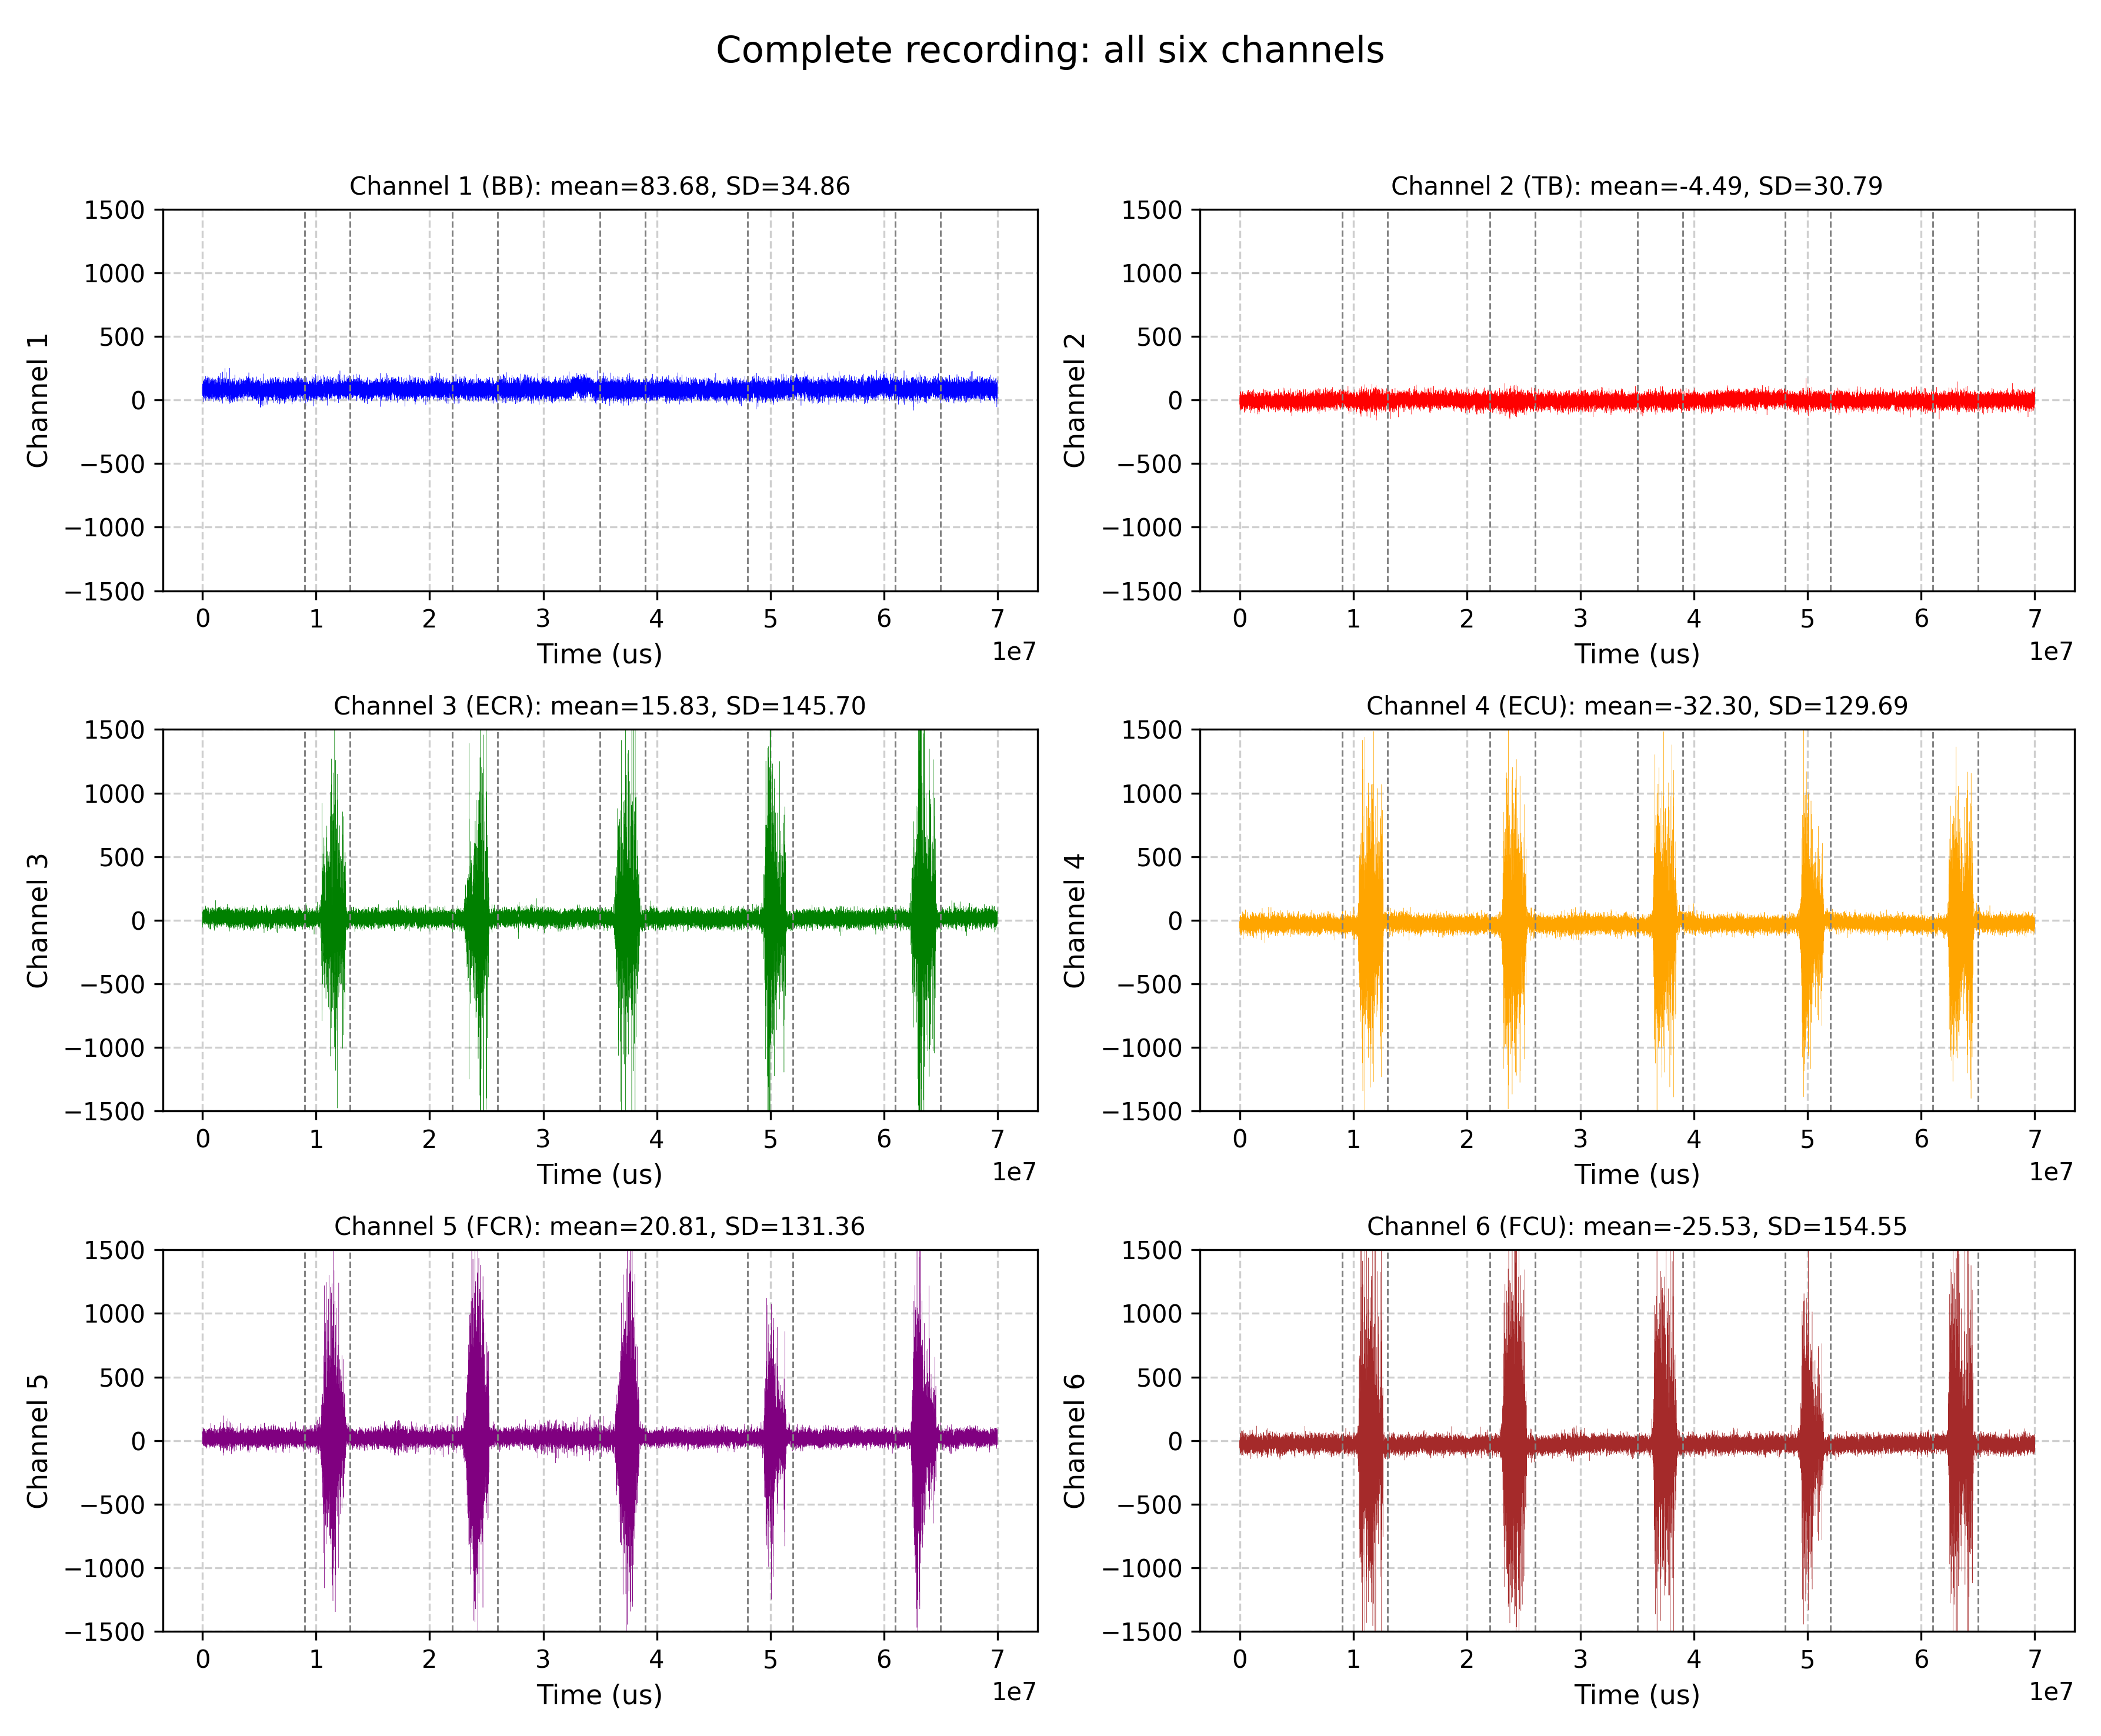 Complete recording: all six channels
Channel 1 (BB): mean=83.68, SD=34.86
1500
1000
500
0
−500
−1000
−1500
Channel 1
0 1 2 3 4 5 6 7
1e7
Time (us)
Channel 2 (TB): mean=-4.49, SD=30.79
1500
1000
500
0
−500
−1000
−1500
Channel 2
0 1 2 3 4 5 6 7
1e7
Time (us)
Channel 3 (ECR): mean=15.83, SD=145.70
1500
1000
500
0
−500
−1000
−1500
Channel 3
0 1 2 3 4 5 6 7
1e7
Time (us)
Channel 4 (ECU): mean=-32.30, SD=129.69
1500
1000
500
0
−500
−1000
−1500
Channel 4
0 1 2 3 4 5 6 7
1e7
Time (us)
Channel 5 (FCR): mean=20.81, SD=131.36
1500
1000
500
0
−500
−1000
−1500
Channel 5
0 1 2 3 4 5 6 7
1e7
Time (us)
Channel 6 (FCU): mean=-25.53, SD=154.55
1500
1000
500
0
−500
−1000
−1500
Channel 6
0 1 2 3 4 5 6 7
1e7
Time (us)